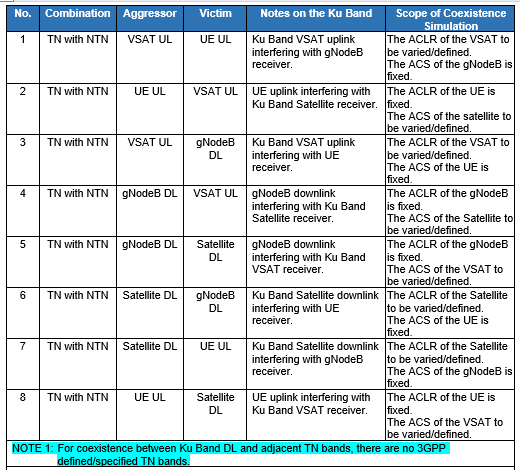 No. Combination Aggressor Victim Notes on the Ku Band Scope of Coexistence
Simulation
1 TN with NTN VSAT UL UE UL Ku Band VSAT uplink The ACLR of the VSAT to
interfering with gNodeB be varied/defined.
receiver. The ACS of the gNodeB is
fixed.
2 TN with NTN UE UL VSAT UL UE uplink interfering with The ACLR of the UE is
Ku Band Satellite receiver. fixed.
The ACS of the satellite to
be varied/defined.
3 TN with NTN VSAT UL gNodeB Ku Band VSAT uplink The ACLR of the VSAT to
DL interfering with UE be varied/defined.
receiver. The ACS of the UE is
fixed.
4 TN with NTN gNodeB DL VSAT UL gNodeB downlink The ACLR of the gNodeB
interfering with Ku Band is fixed.
Satellite receiver. The ACS of the Satellite to
be varied/defined.
5 TN with NTN gNodeB DL Satellite gNodeB downlink The ACLR of the gNodeB
DL interfering with Ku Band is fixed.
VSAT receiver. The ACS of the VSAT to
be varied/defined.
6 TN with NTN Satellite DL gNodeB Ku Band Satellite downlink The ACLR of the Satellite
DL interfering with UE to be varied/defined.
receiver. The ACS of the UE is
fixed.
7 TN with NTN Satellite DL UE UL Ku Band Satellite downlink The ACLR of the Satellite
interfering with gNodeB to be varied/defined.
receiver. The ACS of the gNodeB is
fixed.
8 TN with NTN UE UL Satellite UE uplink interfering with The ACLR of the UE is
DL Ku Band VSAT receiver. fixed.
The ACS of the VSAT to
be varied/defined.
NOTE 1: For coexistence between Ku Band DL and adjacent TN bands, there are no 3GPP
defined/specified TN bands.